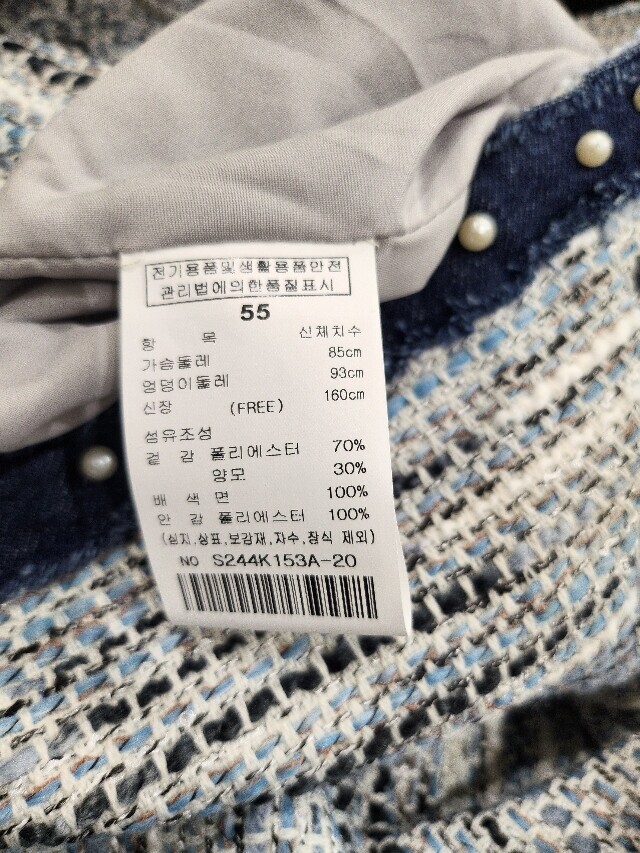 전기용품및생활용품안전
관리법에의한품질표시
55
항 목 신체치수
가슴둘레 85cm
엉덩이둘레 93cm
신장 (FREE) 160cm
섬유조성
겉 감 폴리에스터 70%
양모 30%
배 색 면 100%
안 감 폴리에스터 100%
(심지,상표,보강재,자수,장식 제외)
NO S244K153A-20